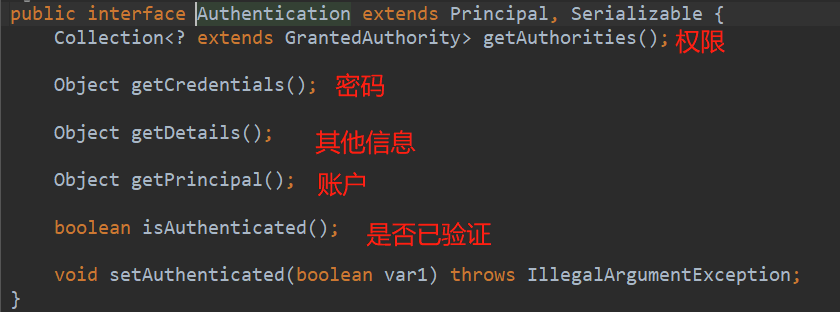 public interface Authentication extends Principal, Serializable {
Collection<? extends GrantedAuthority> getAuthorities(); 权限
Object getCredentials(); 密码
Object getDetails(); 其他信息
Object getPrincipal(); 账户
boolean isAuthenticated(); 是否已验证
void setAuthenticated(boolean var1) throws IllegalArgumentException;
}